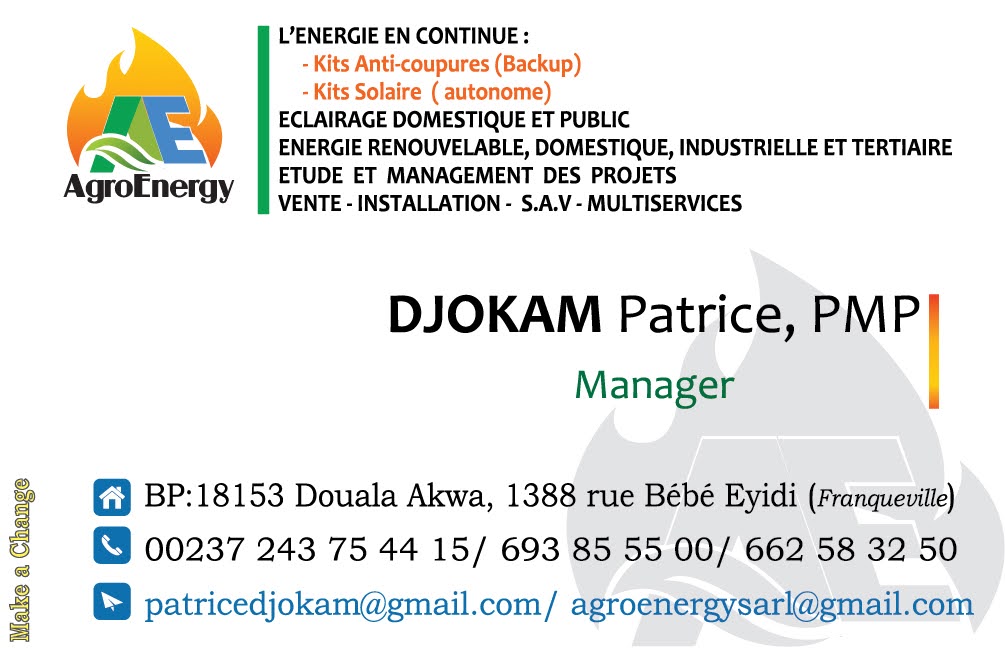 L'ENERGIE EN CONTINUE :
- Kits Anti-coupures (Backup)
- Kits Solaire ( autonome)
ECLAIRAGE DOMESTIQUE ET PUBLIC
ENERGIE RENOUVELABLE, DOMESTIQUE, INDUSTRIELLE ET TERTIAIRE
ETUDE ET MANAGEMENT DES PROJETS
VENTE - INSTALLATION - S.A.V - MULTISERVICES
AE
AgroEnergy
DJOKAM Patrice, PMP
Manager
BP:18153 Douala Akwa, 1388 rue Bébé Eyidi (Franqueville)
00237 243 75 44 15/ 693 85 55 00/ 662 58 32 50
patricedjokam@gmail.com/ agroenergysarl@gmail.com
Make a Change
AE